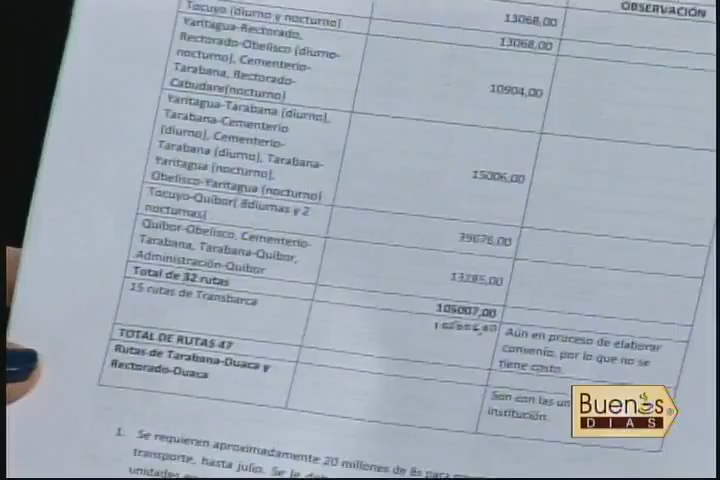 OBSERVACIÓN
Tocuyo (diurno y nocturno)
13068,00
Yaritagua-Rectorado,
13068,00
Rectorado-Obelisco (diurno-
nocturno), Cementerio-
Tarabana, Rectorado-
Cabudare(nocturno)
10904,00
Yaritagua-Tarabana (diurno),
Tarabana-Cementerio
(diurno), Cementerio-
Tarabana (diurno), Tarabana-
Yaritagua (nocturno),
Obelisco-Yaritagua (nocturno)
15006,00
Tocuyo-Quibor( 8diurnas y 2
nocturnas)
39676,00
Quibor-Obelisco, Cementerio-
Tarabana, Tarabana-Quibor,
Administración-Quibor
13285,00
Total de 32 rutas
105007,00
15 rutas de Transbarca
Aún en proceso de elaborar
convenio, por lo que no se
tiene costo.
TOTAL DE RUTAS 47
Rutas de Tarabana-Duaca y
Rectorado-Duaca
Son con las
institución.
1. Se requieren aproximadamente 20 millones de Bs para
transporte, hasta julio. Se le
unidades
Buenos
DIAS